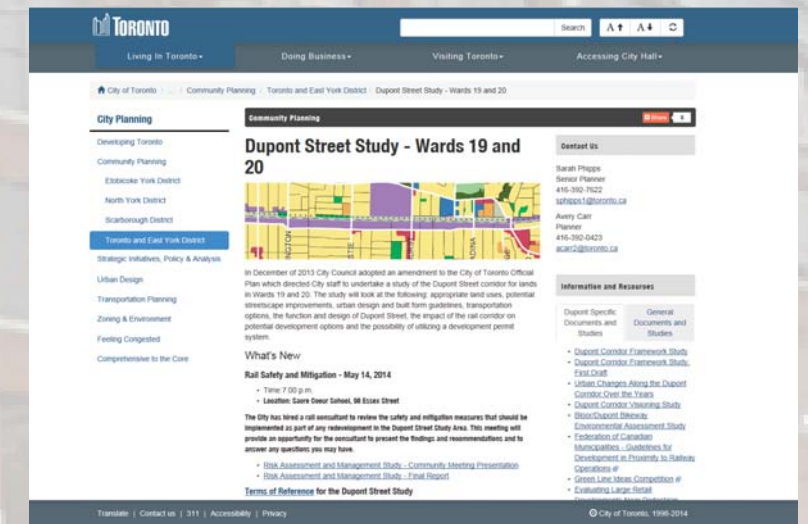 TORONTO
Search
A
A
Living In Toronto
Doing Business
Visiting Toronto
Accessing City Hall
City of Toronto / ... / Community Planning / Toronto and East York District / Dupont Street Study - Wards 19 and 20
City Planning
Developing Toronto
Community Planning
Etobicoke York District
North York District
Scarborough District
Toronto and East York District
Strategic Initiatives, Policy & Analysis
Urban Design
Transportation Planning
Zoning & Environment
Feeling Congested
Comprehensive to the Core
Community Planning
Share
Dupont Street Study - Wards 19 and
20
In December of 2013 City Council adopted an amendment to the City of Toronto Official
Plan which directed City staff to undertake a study of the Dupont Street corridor for lands
in Wards 19 and 20. The study will look at the following: appropriate land uses, potential
streetscape improvements, urban design and built form guidelines, transportation
options, the function and design of Dupont Street, the impact of the rail corridor on
potential development options and the possibility of utilizing a development permit
system.
What's New
Rail Safety and Mitigation - May 14, 2014
• Time: 7:00 p.m.
• Location: Sacre Coeur School, 98 Essex Street
The City has hired a rail consultant to review the safety and mitigation measures that should be
implemented as part of any redevelopment in the Dupont Street Study Area. This meeting will
provide an opportunity for the consultant to present the findings and recommendations and to
answer any questions you may have.
• Risk Assessment and Management Study - Community Meeting Presentation
• Risk Assessment and Management Study - Final Report
Terms of Reference for the Dupont Street Study
Contact Us
Sarah Phipps
Senior Planner
416-392-7622
sphipps1@toronto.ca
Avery Carr
Planner
416-392-0423
acarr2@toronto.ca
Information and Resources
Dupont Specific
Documents and
Studies
General
Documents and
Studies
• Dupont Corridor Framework Study
• Dupont Corridor Framework Study:
First Draft
• Urban Changes Along the Dupont
Corridor Over the Years
• Dupont Corridor Visioning Study
• Bloor/Dupont Bikeway
Environmental Assessment Study
• Federation of Canadian
Municipalities - Guidelines for
Development in Proximity to Railway
Operations
• Green Line Ideas Competition
• Evaluating Large Retail
Translate | Contact us | 311 | Accessibility | Privacy
City of Toronto, 1998-2014